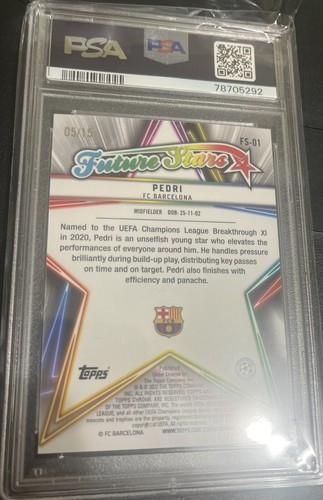 PSA PSA
78705292
05/15
FS-01
Future Stars
PEDRI
FC BARCELONA
MIDFIELDER DOB: 25-11-02
Named to the UEFA Champions League Breakthrough XI
in 2020, Pedri is an unselfish young star who elevates the
performances of everyone around him. He handles pressure
brilliantly during build-up play, distributing key passes
on time and on target. Pedri also finishes with
efficiency and panache.
Topps
© FC BARCELONA